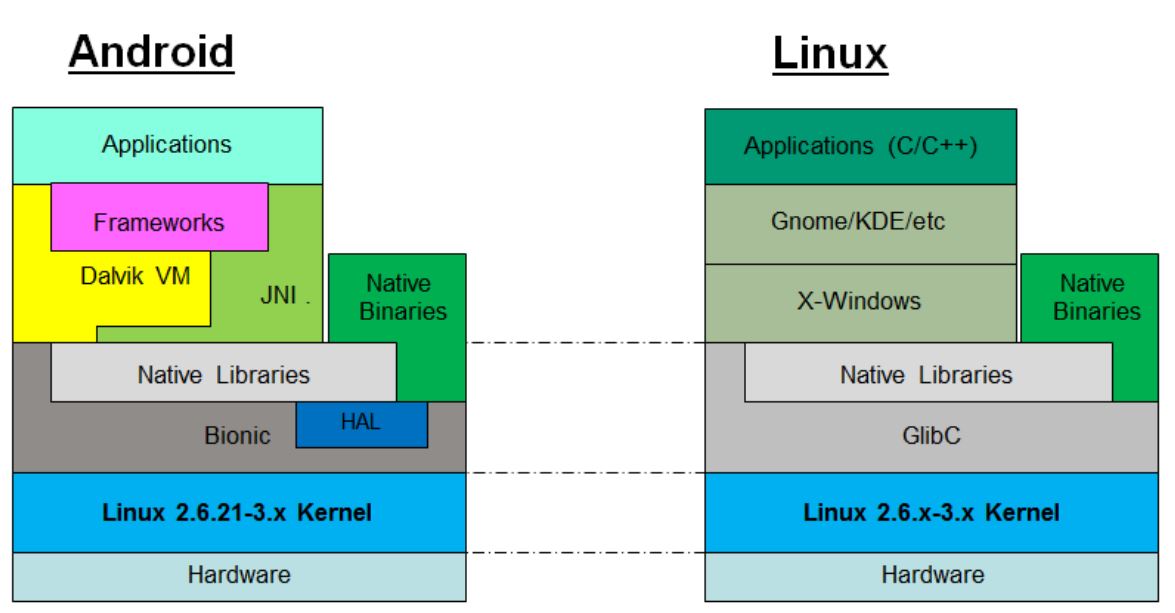 Android
Applications
Frameworks
Dalvik VM
JNI .
Native
Binaries
Native Libraries
HAL
Bionic
Linux 2.6.21-3.x Kernel
Hardware
Linux
Applications (C/C++)
Gnome/KDE/etc
X-Windows
Native
Binaries
Native Libraries
GlibC
Linux 2.6.x-3.x Kernel
Hardware